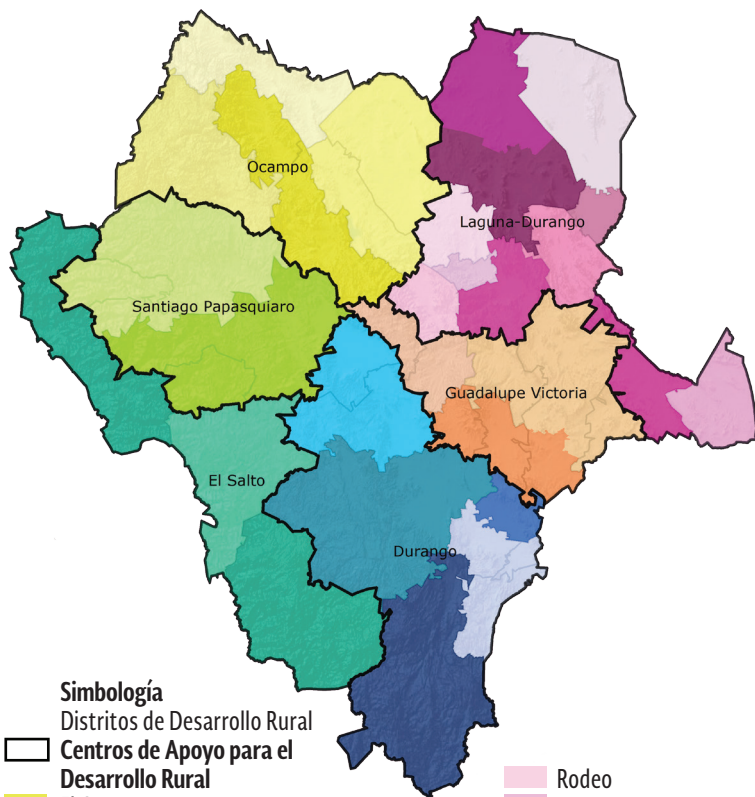 Ocampo
Laguna-Durango
Santiago Papasquiaro
Guadalupe Victoria
El Salto
Durango
Simbología
Distritos de Desarrollo Rural
Centros de Apoyo para el
Desarrollo Rural
Rodeo